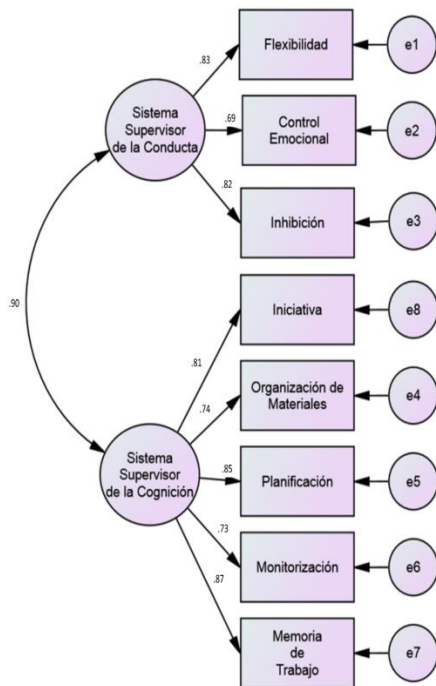 Flexibilidad
e1
.83
Sistema
Supervisor
de la Conducta
.69
Control
Emocional
e2
.82
Inhibición
e3
.90
Iniciativa
e8
.81
Organización de
Materiales
e4
.74
Sistema
Supervisor
de la Cognición
.85
Planificación
e5
.73
Monitorización
e6
.87
Memoria
de
Trabajo
e7